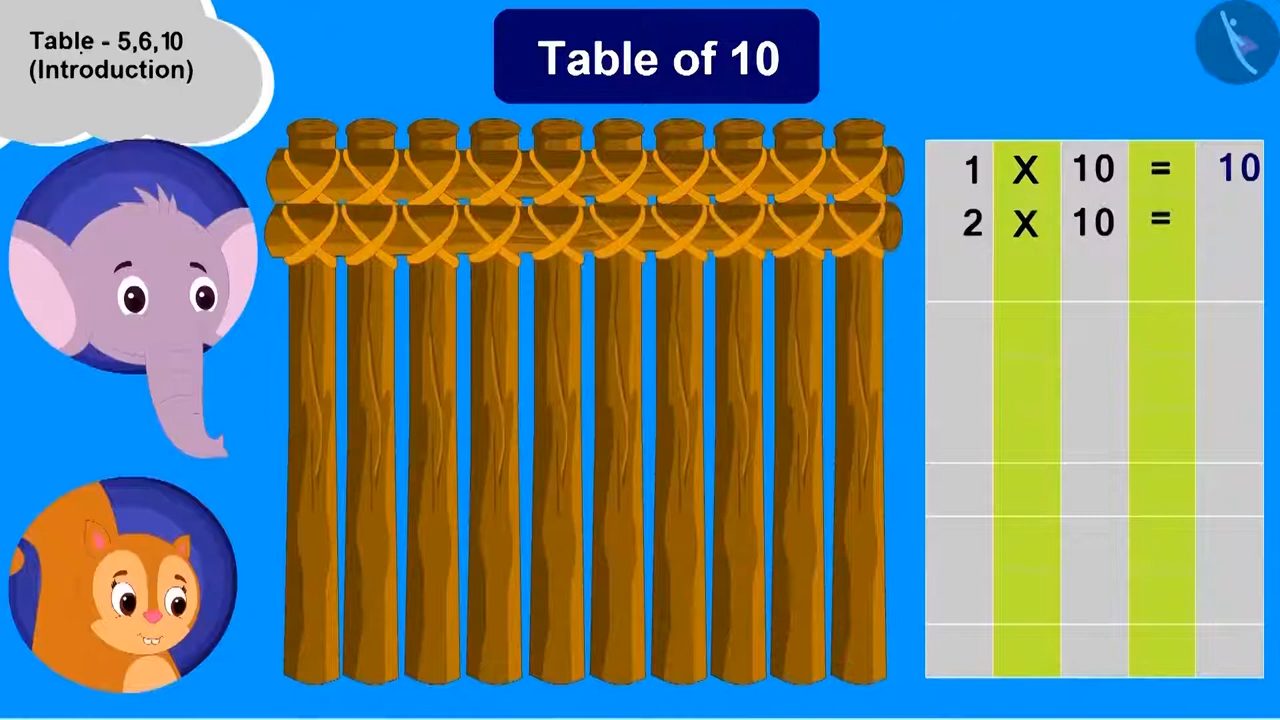 Table - 5,6,10
(Introduction)
Table of 10
1 X 10 = 10
2 X 10 =